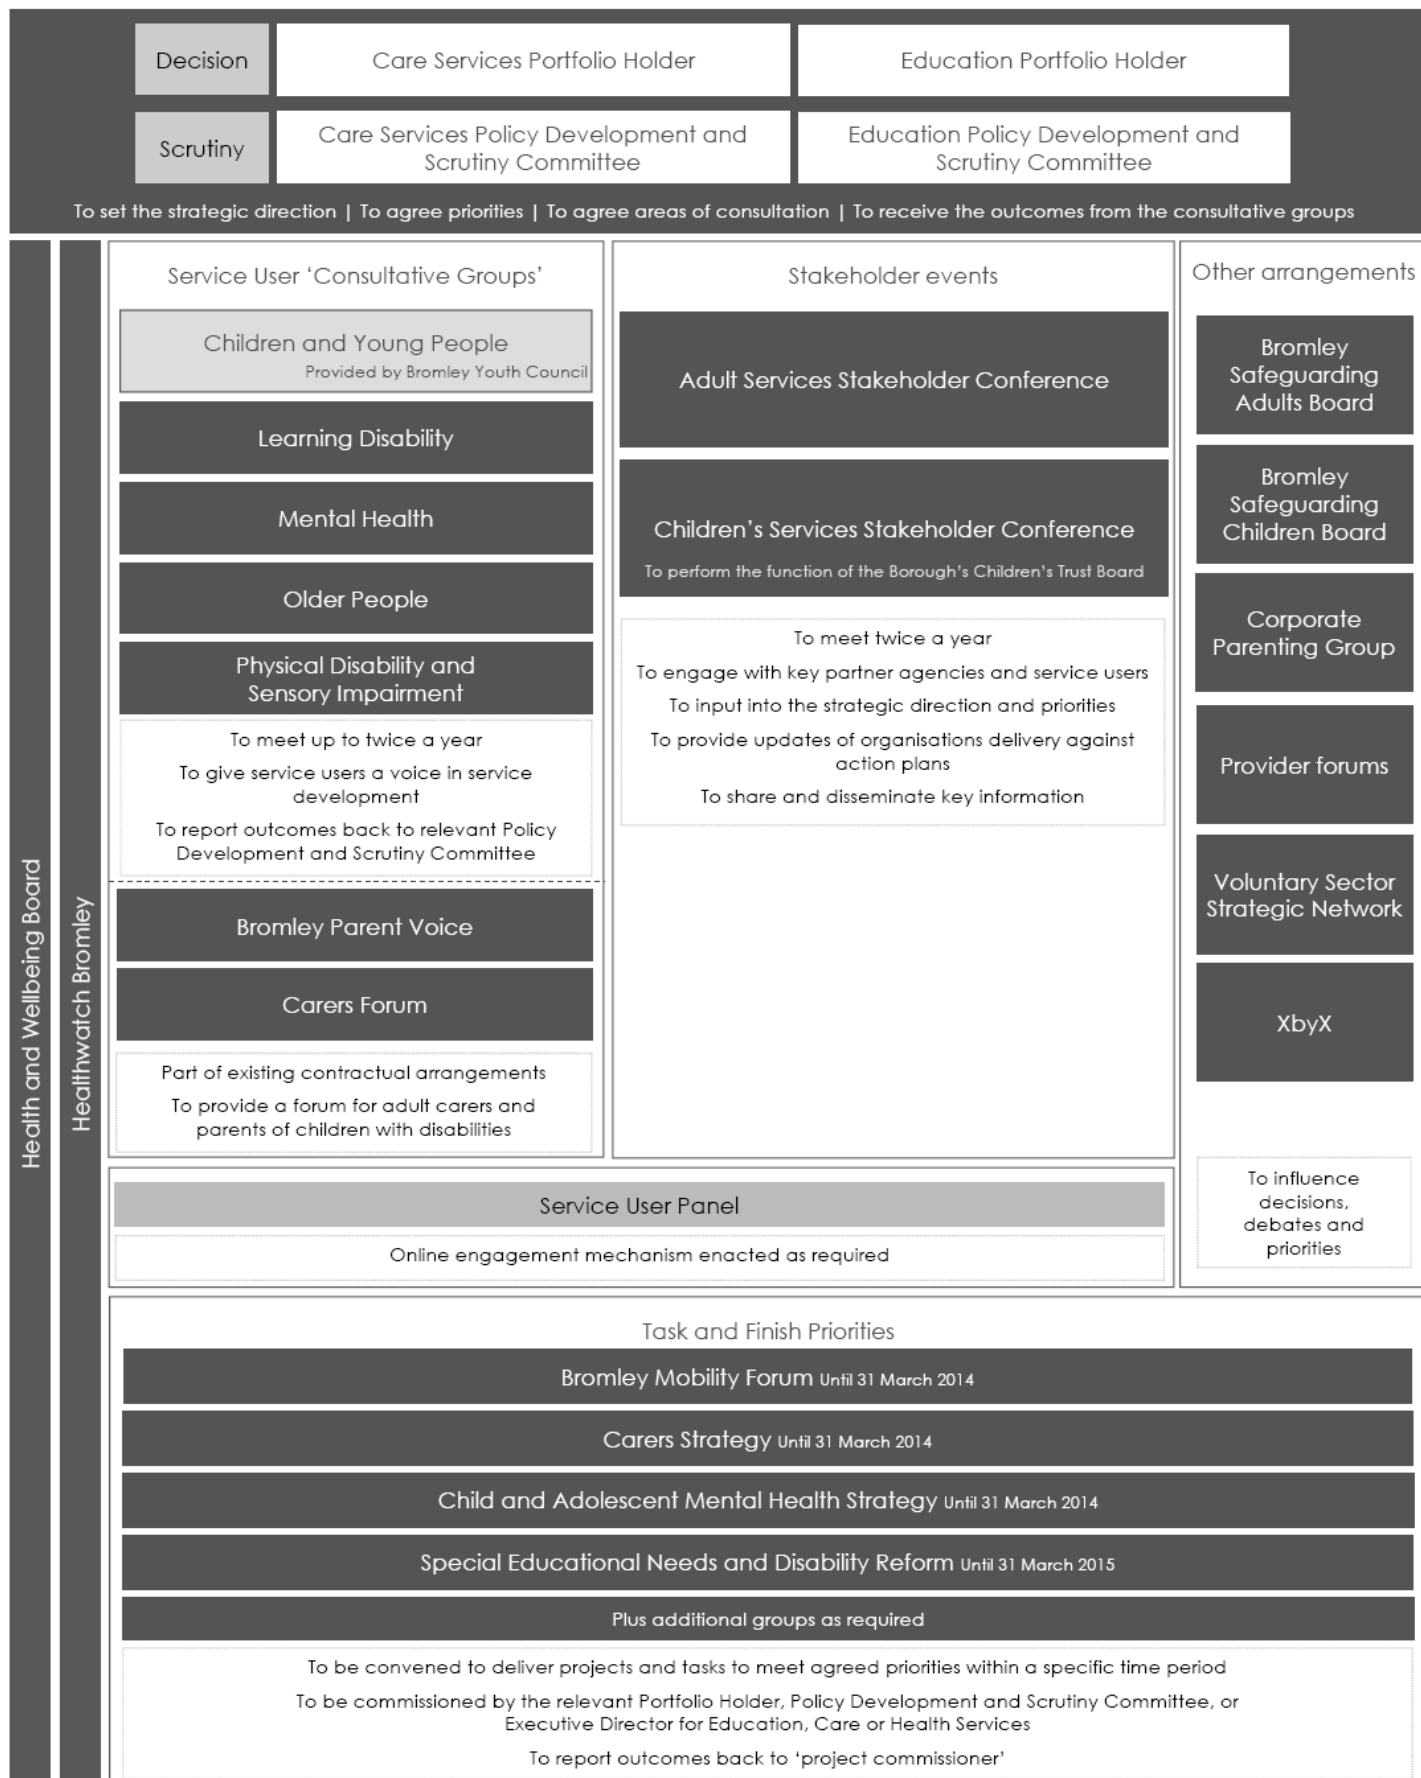 Decision
Care Services Portfolio Holder
Education Portfolio Holder
Scrutiny
Care Services Policy Development and
Scrutiny Committee
Education Policy Development and
Scrutiny Committee
To set the strategic direction | To agree priorities | To agree areas of consultation | To receive the outcomes from the consultative groups
Health and Wellbeing Board
Healthwatch Bromley
Service User ‘Consultative Groups’
Children and Young People
Provided by Bromley Youth Council
Learning Disability
Mental Health
Older People
Physical Disability and
Sensory Impairment
To meet up to twice a year
To give service users a voice in service
development
To report outcomes back to relevant Policy
Development and Scrutiny Committee
Bromley Parent Voice
Carers Forum
Part of existing contractual arrangements
To provide a forum for adult carers and
parents of children with disabilities
Stakeholder events
Adult Services Stakeholder Conference
Children’s Services Stakeholder Conference
To perform the function of the Borough’s Children’s Trust Board
To meet twice a year
To engage with key partner agencies and service users
To input into the strategic direction and priorities
To provide updates of organisations delivery against
action plans
To share and disseminate key information
Other arrangements
Bromley
Safeguarding
Adults Board
Bromley
Safeguarding
Children Board
Corporate
Parenting Group
Provider forums
Voluntary Sector
Strategic Network
XbyX
To influence
decisions,
debates and
priorities
Service User Panel
Online engagement mechanism enacted as required
Task and Finish Priorities
Bromley Mobility Forum Until 31 March 2014
Carers Strategy Until 31 March 2014
Child and Adolescent Mental Health Strategy Until 31 March 2014
Special Educational Needs and Disability Reform Until 31 March 2015
Plus additional groups as required
To be convened to deliver projects and tasks to meet agreed priorities within a specific time period
To be commissioned by the relevant Portfolio Holder, Policy Development and Scrutiny Committee, or
Executive Director for Education, Care or Health Services
To report outcomes back to ‘project commissioner’